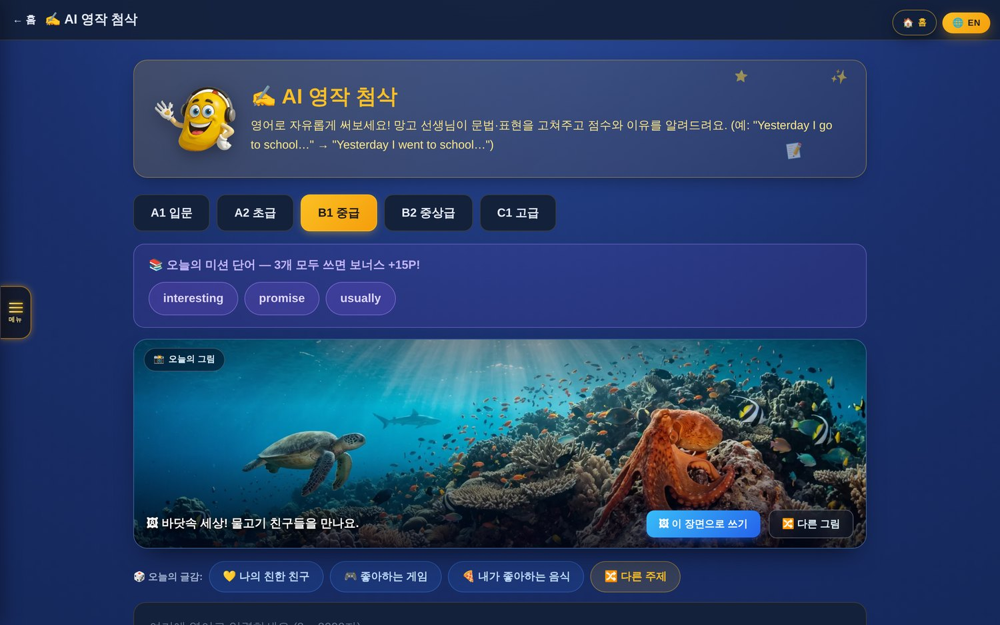 ← 홈 ✍️ AI 영작 첨삭
🏠 홈
🌐 EN
✍️ AI 영작 첨삭
영어로 자유롭게 써보세요! 망고 선생님이 문법·표현을 고쳐주고 점수와 이유를 알려드려요. (예: "Yesterday I go
to school…" → "Yesterday I went to school…")
A1 입문
A2 초급
B1 중급
B2 중상급
C1 고급
📚 오늘의 미션 단어 — 3개 모두 쓰면 보너스 +15P!
interesting
promise
usually
메뉴
📸 오늘의 그림
🖼 바닷속 세상! 물고기 친구들을 만나요.
🖼 이 장면으로 쓰기
🔀 다른 그림
🎲 오늘의 글감:
💛 나의 친한 친구
🎮 좋아하는 게임
🍕 내가 좋아하는 음식
🔀 다른 주제